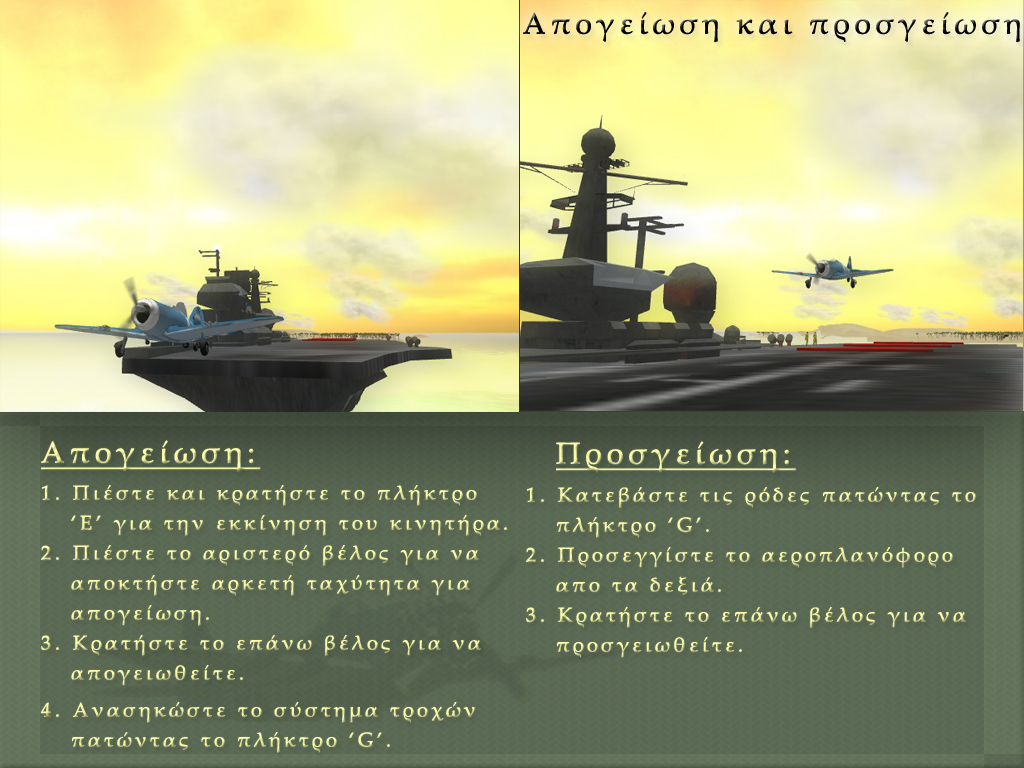 Απογείωση και προσγείωση
Απογείωση:
1. Πιέστε και κρατήστε το πλήκτρο
‘Ε’ για την εκκίνηση του κινητήρα.
2. Πιέστε το αριστερό βέλος για να
αποκτήστε αρκετή ταχύτητα για
απογείωση.
3. Κρατήστε το επάνω βέλος για να
απογειωθείτε.
4. Ανασηκώστε το σύστημα τροχών
πατώντας το πλήκτρο ‘G’.
Προσγείωση:
1. Κατεβάστε τις ρόδες πατώντας το
πλήκτρο ‘G’.
2. Προσεγγίστε το αεροπλανόφορο
απο τα δεξιά.
3. Κρατήστε το επάνω βέλος για να
προσγειωθείτε.